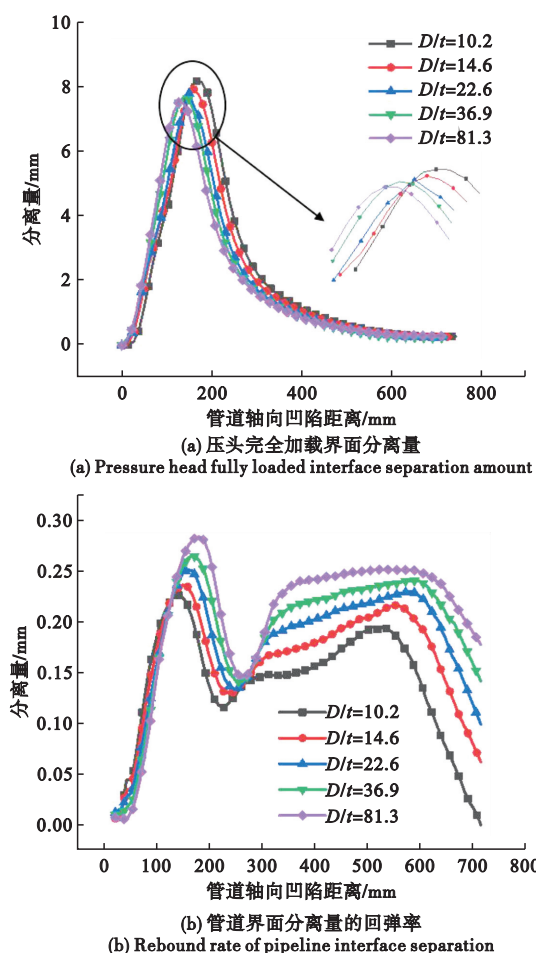 10
8
6
4
2
0
分离量/mm
D/t=10.2
D/t=14.6
D/t=22.6
D/t=36.9
D/t=81.3
0 200 400 600 800
管道轴向凹陷距离/mm
(a) 压头完全加载界面分离量
(a) Pressure head fully loaded interface separation amount
0.30
0.25
0.20
0.15
0.10
0.05
0.00
分离量/mm
D/t=10.2
D/t=14.6
D/t=22.6
D/t=36.9
D/t=81.3
0 100 200 300 400 500 600 700 800
管道轴向凹陷距离/mm
(b) 管道界面分离量的回弹率
(b) Rebound rate of pipeline interface separation